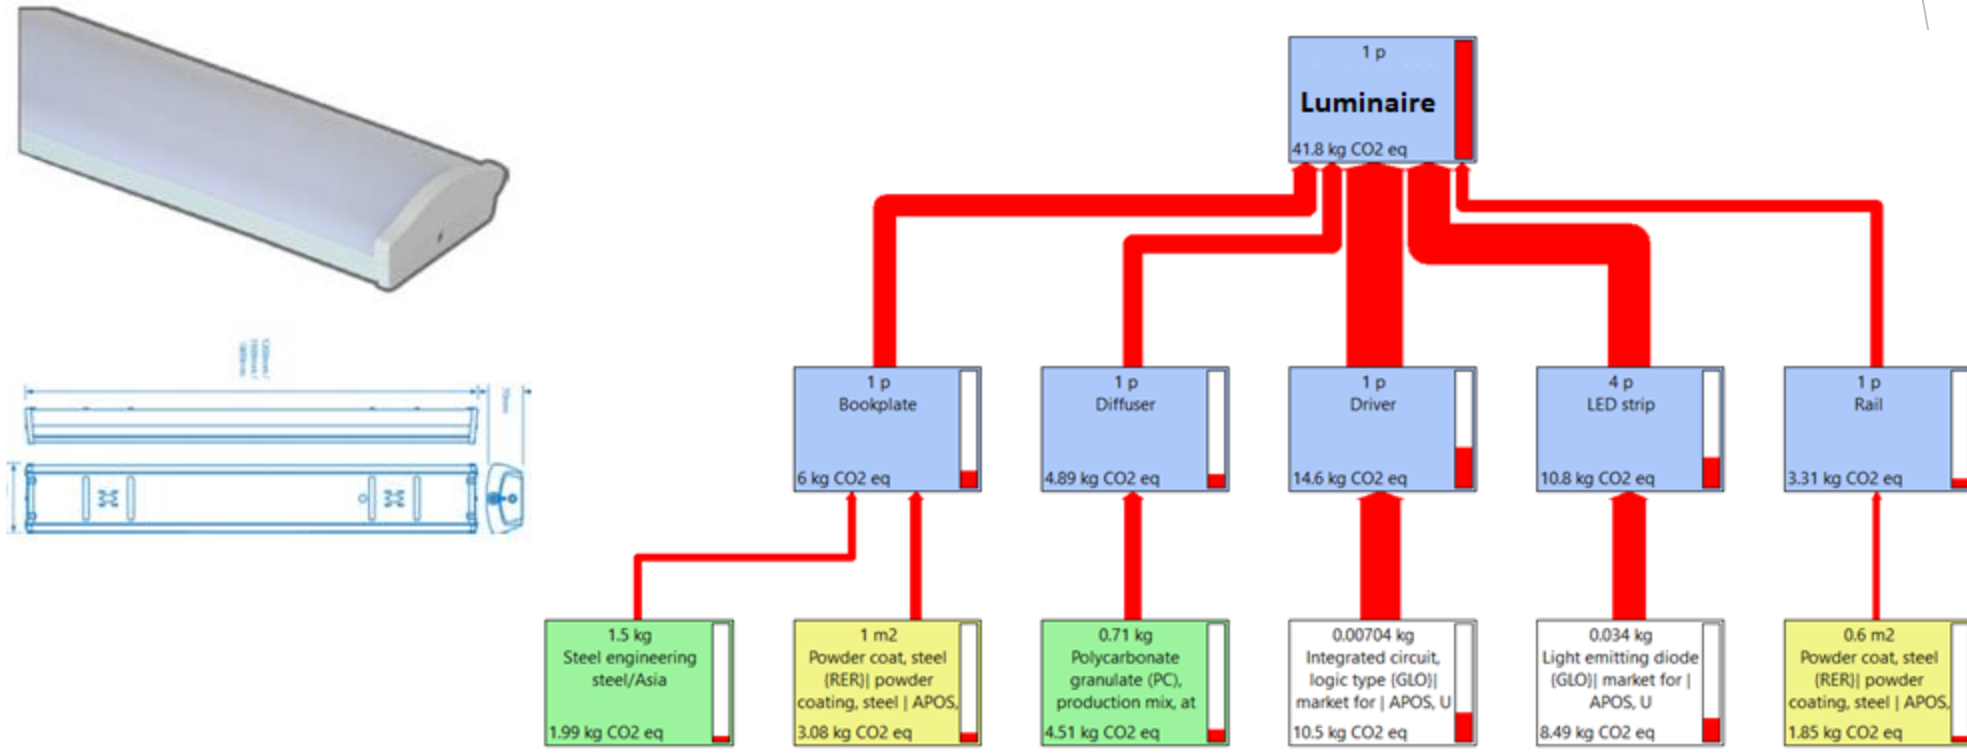 1 p
Luminaire
41.8 kg CO2 eq
1 p
Bookplate
6 kg CO2 eq
1 p
Diffuser
4.89 kg CO2 eq
1 p
Driver
14.6 kg CO2 eq
4 p
LED strip
10.8 kg CO2 eq
1 p
Rail
3.31 kg CO2 eq
1.5 kg
Steel engineering
steel/Asia
1.99 kg CO2 eq
1 m2
Powder coat, steel
{RER}| powder
coating, steel | APOS,
3.08 kg CO2 eq
0.71 kg
Polycarbonate
granulate (PC),
production mix, at
4.51 kg CO2 eq
0.00704 kg
Integrated circuit,
logic type {GLO}|
market for | APOS, U
10.5 kg CO2 eq
0.034 kg
Light emitting diode
{GLO}| market for |
APOS, U
8.49 kg CO2 eq
0.6 m2
Powder coat, steel
{RER}| powder
coating, steel | APOS,
1.85 kg CO2 eq